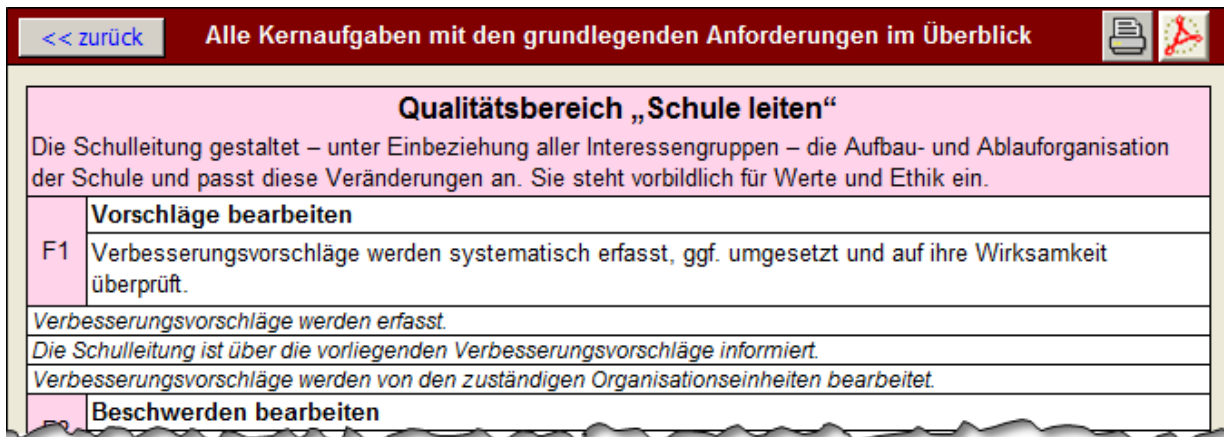 << zurück
Alle Kernaufgaben mit den grundlegenden Anforderungen im Überblick
Qualitätsbereich „Schule leiten“
Die Schulleitung gestaltet – unter Einbeziehung aller Interessengruppen – die Aufbau- und Ablauforganisation
der Schule und passt diese Veränderungen an. Sie steht vorbildlich für Werte und Ethik ein.
Vorschläge bearbeiten
F1
Verbesserungsvorschläge werden systematisch erfasst, ggf. umgesetzt und auf ihre Wirksamkeit
überprüft.
Verbesserungsvorschläge werden erfasst.
Die Schulleitung ist über die vorliegenden Verbesserungsvorschläge informiert.
Verbesserungsvorschläge werden von den zuständigen Organisationseinheiten bearbeitet.
Beschwerden bearbeiten